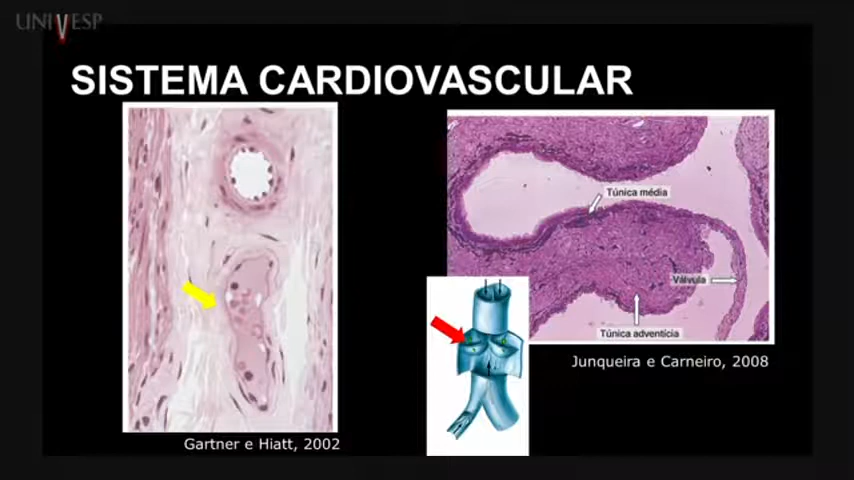 UNIVESP
SISTEMA CARDIOVASCULAR
Túnica média
Válvula
Túnica adventícia
Junqueira e Carneiro, 2008
Gartner e Hiatt, 2002